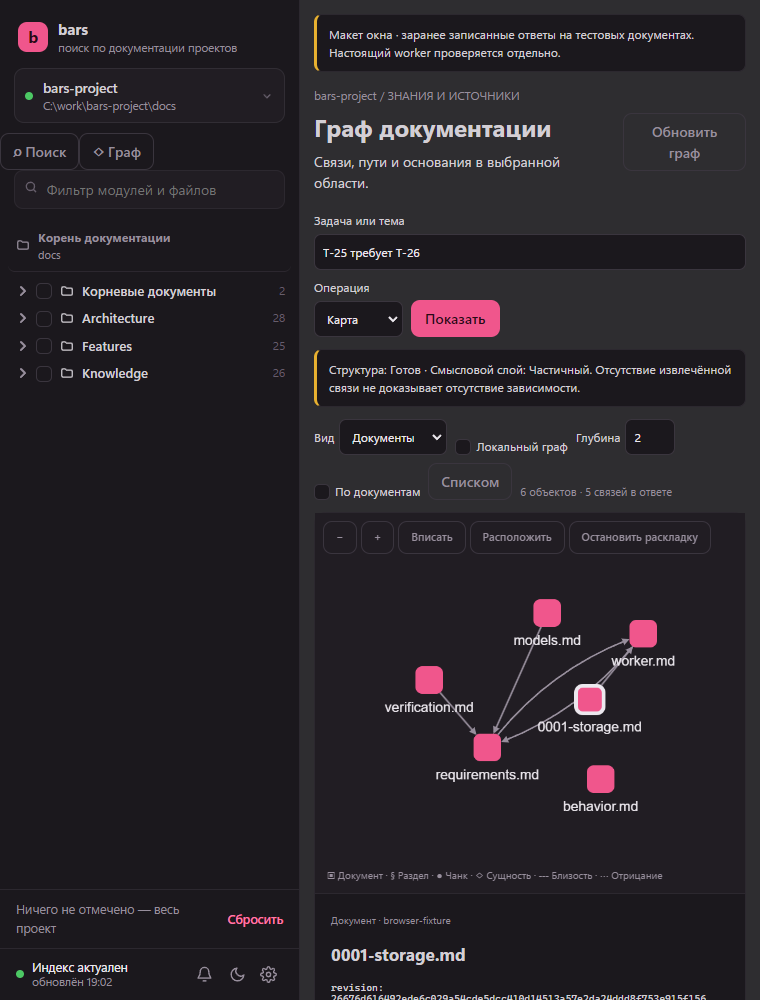 b
bars
поиск по документации проектов
bars-project
C:\work\bars-project\docs
Поиск
Граф
Фильтр модулей и файлов
Корень документации
docs
Корневые документы 2
Architecture 28
Features 25
Knowledge 26
Ничего не отмечено — весь
проект
Сбросить
Индекс актуален
обновлён 19:02
Макет окна · заранее записанные ответы на тестовых документах.
Настоящий worker проверяется отдельно.
bars-project / ЗНАНИЯ И ИСТОЧНИКИ
Граф документации
Обновить
граф
Связи, пути и основания в выбранной
области.
Задача или тема
Т-25 требует Т-26
Операция
Карта
Показать
Структура: Готов · Смысловой слой: Частичный. Отсутствие извлечённой
связи не доказывает отсутствие зависимости.
Вид Документы Локальный граф Глубина 2
По документам Списком 6 объектов · 5 связей в ответе
− + Вписать Расположить Остановить раскладку
models.md
worker.md
verification.md
0001-storage.md
requirements.md
behavior.md
▣ Документ · § Раздел · ● Чанк · ◇ Сущность · --- Близость · ··· Отрицание
Документ · browser-fixture
0001-storage.md
revision: